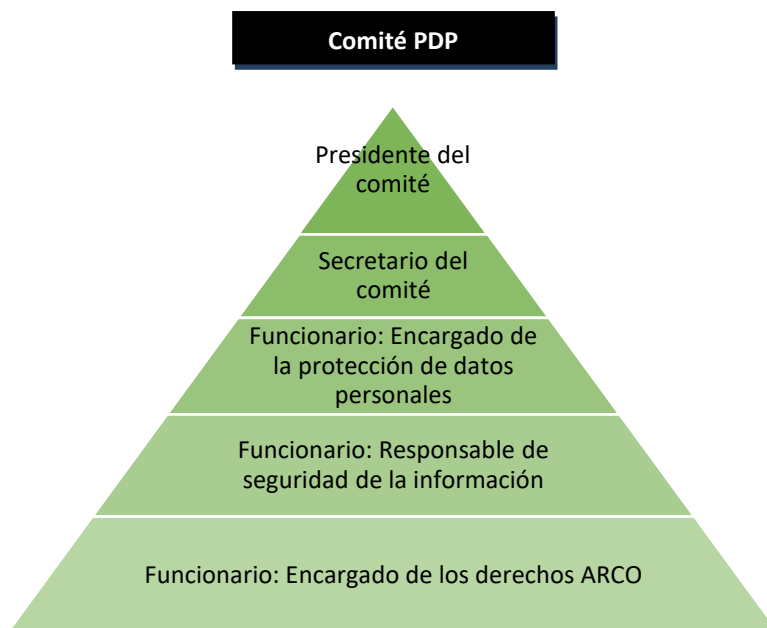 Comité PDP
Presidente del
comité
Secretario del
comité
Funcionario: Encargado de
la protección de datos
personales
Funcionario: Responsable de
seguridad de la información
Funcionario: Encargado de los derechos ARCO